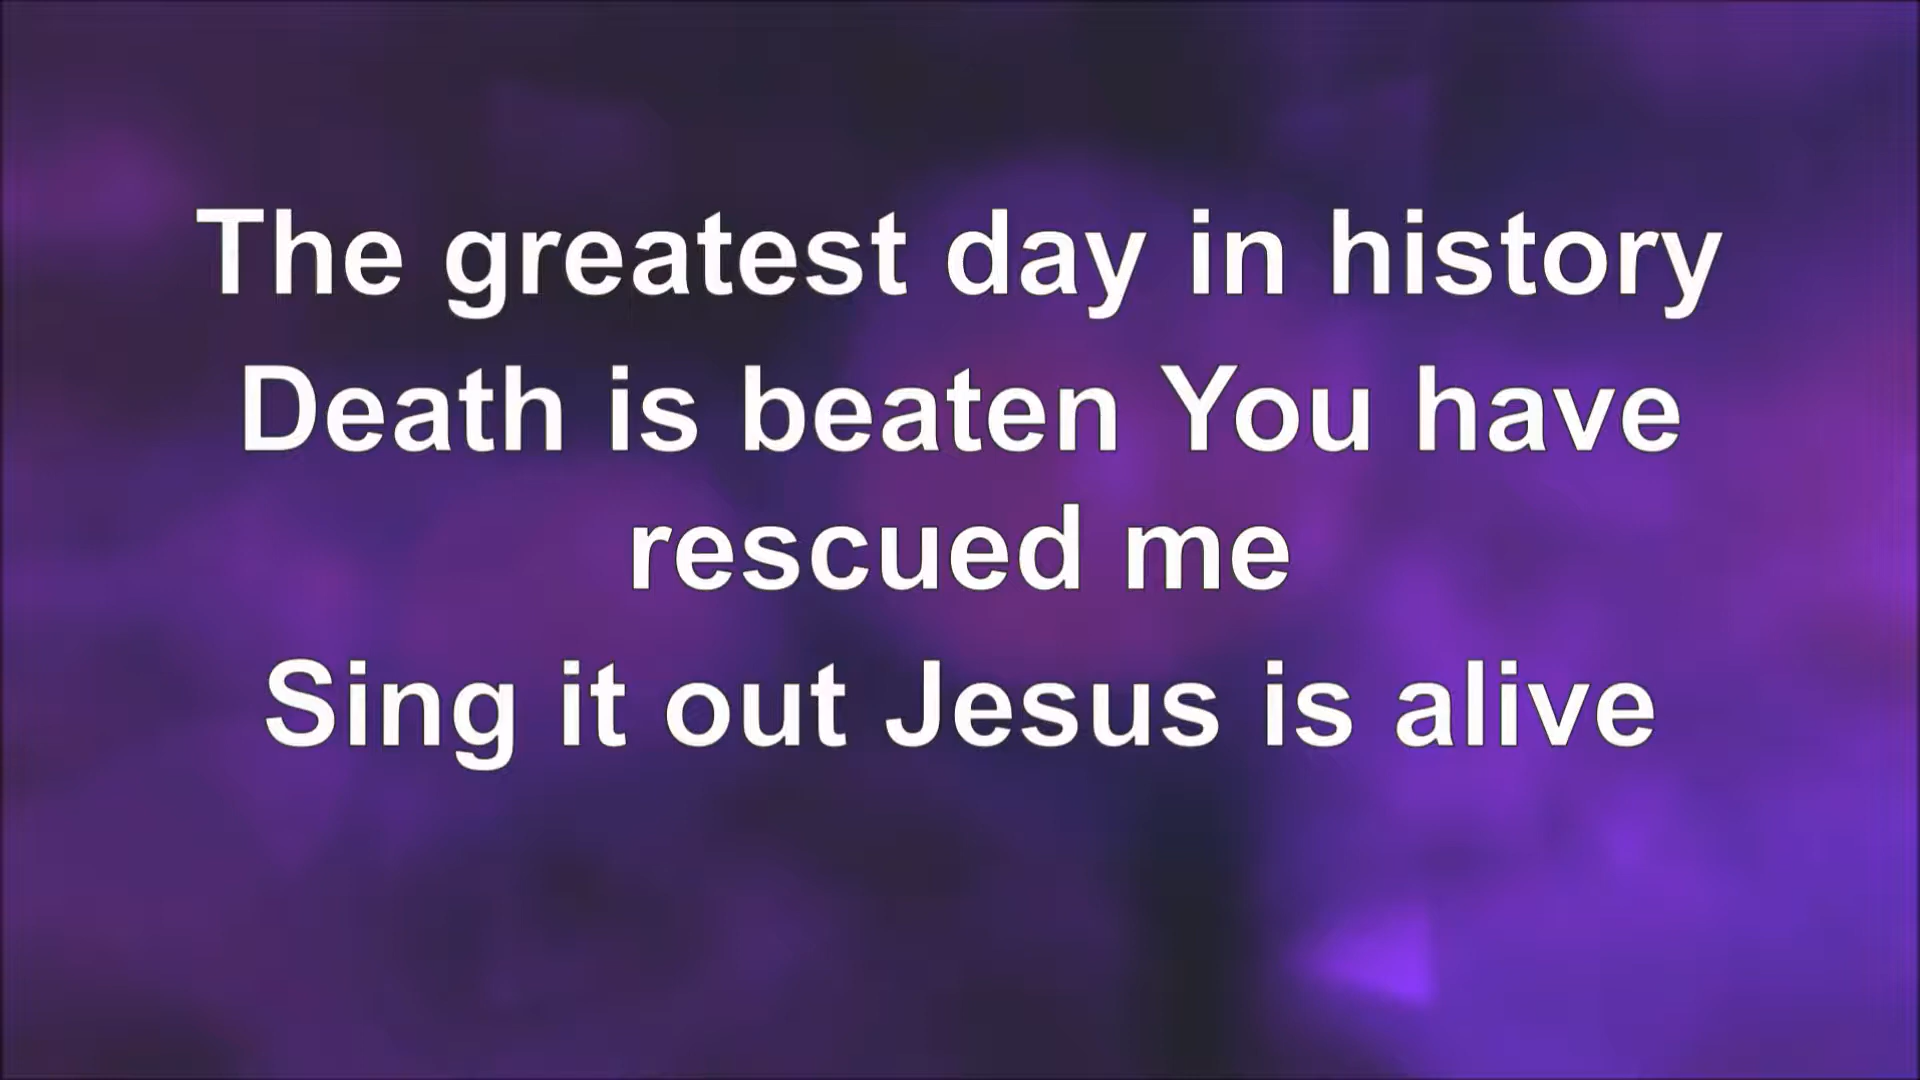 The greatest day in history
Death is beaten You have
rescued me
Sing it out Jesus is alive